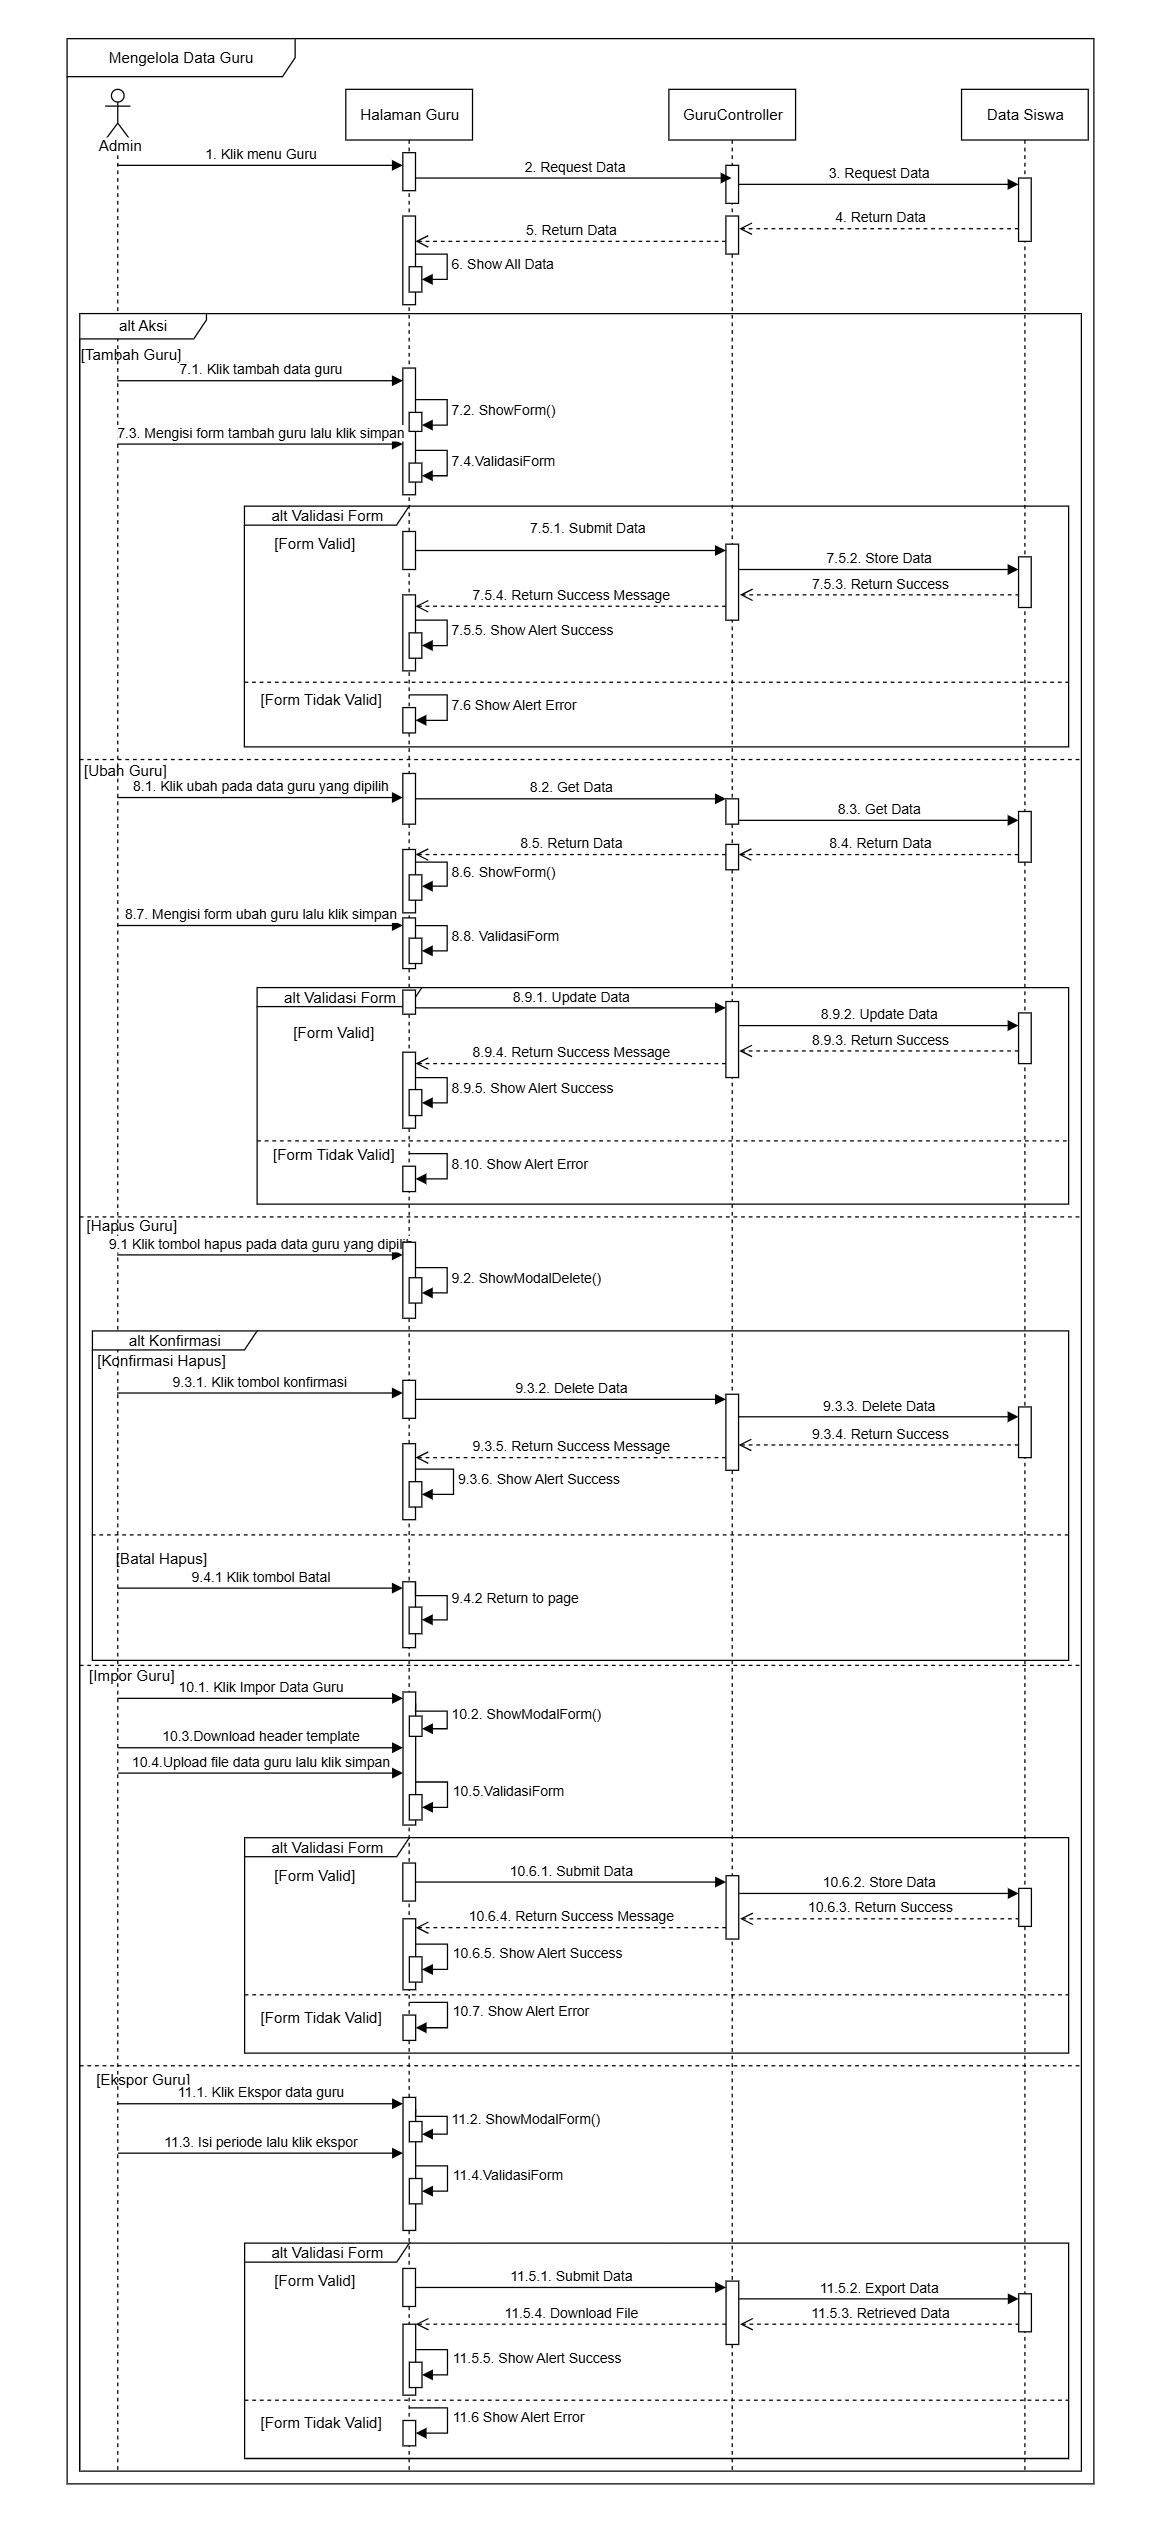 Mengelola Data Guru
Admin
Halaman Guru
GuruController
Data Siswa
1. Klik menu Guru
2. Request Data
3. Request Data
4. Return Data
5. Return Data
6. Show All Data
alt Aksi
[Tambah Guru]
7.1. Klik tambah data guru
7.2. ShowForm()
7.3. Mengisi form tambah guru lalu klik simpan
7.4.ValidasiForm
alt Validasi Form
[Form Valid]
7.5.1. Submit Data
7.5.2. Store Data
7.5.3. Return Success
7.5.4. Return Success Message
7.5.5. Show Alert Success
[Form Tidak Valid]
7.6 Show Alert Error
[Ubah Guru]
8.1. Klik ubah pada data guru yang dipilih
8.2. Get Data
8.3. Get Data
8.4. Return Data
8.5. Return Data
8.6. ShowForm()
8.7. Mengisi form ubah guru lalu klik simpan
8.8. ValidasiForm
alt Validasi Form
[Form Valid]
8.9.1. Update Data
8.9.2. Update Data
8.9.3. Return Success
8.9.4. Return Success Message
8.9.5. Show Alert Success
[Form Tidak Valid]
8.10. Show Alert Error
[Hapus Guru]
9.1 Klik tombol hapus pada data guru yang dipilih
9.2. ShowModalDelete()
alt Konfirmasi
[Konfirmasi Hapus]
9.3.1. Klik tombol konfirmasi
9.3.2. Delete Data
9.3.3. Delete Data
9.3.4. Return Success
9.3.5. Return Success Message
9.3.6. Show Alert Success
[Batal Hapus]
9.4.1 Klik tombol Batal
9.4.2 Return to page
[Impor Guru]
10.1. Klik Impor Data Guru
10.2. ShowModalForm()
10.3.Download header template
10.4.Upload file data guru lalu klik simpan
10.5.ValidasiForm
alt Validasi Form
[Form Valid]
10.6.1. Submit Data
10.6.2. Store Data
10.6.3. Return Success
10.6.4. Return Success Message
10.6.5. Show Alert Success
[Form Tidak Valid]
10.7. Show Alert Error
[Ekspor Guru]
11.1. Klik Ekspor data guru
11.2. ShowModalForm()
11.3. Isi periode lalu klik ekspor
11.4.ValidasiForm
alt Validasi Form
[Form Valid]
11.5.1. Submit Data
11.5.2. Export Data
11.5.3. Retrieved Data
11.5.4. Download File
11.5.5. Show Alert Success
[Form Tidak Valid]
11.6 Show Alert Error